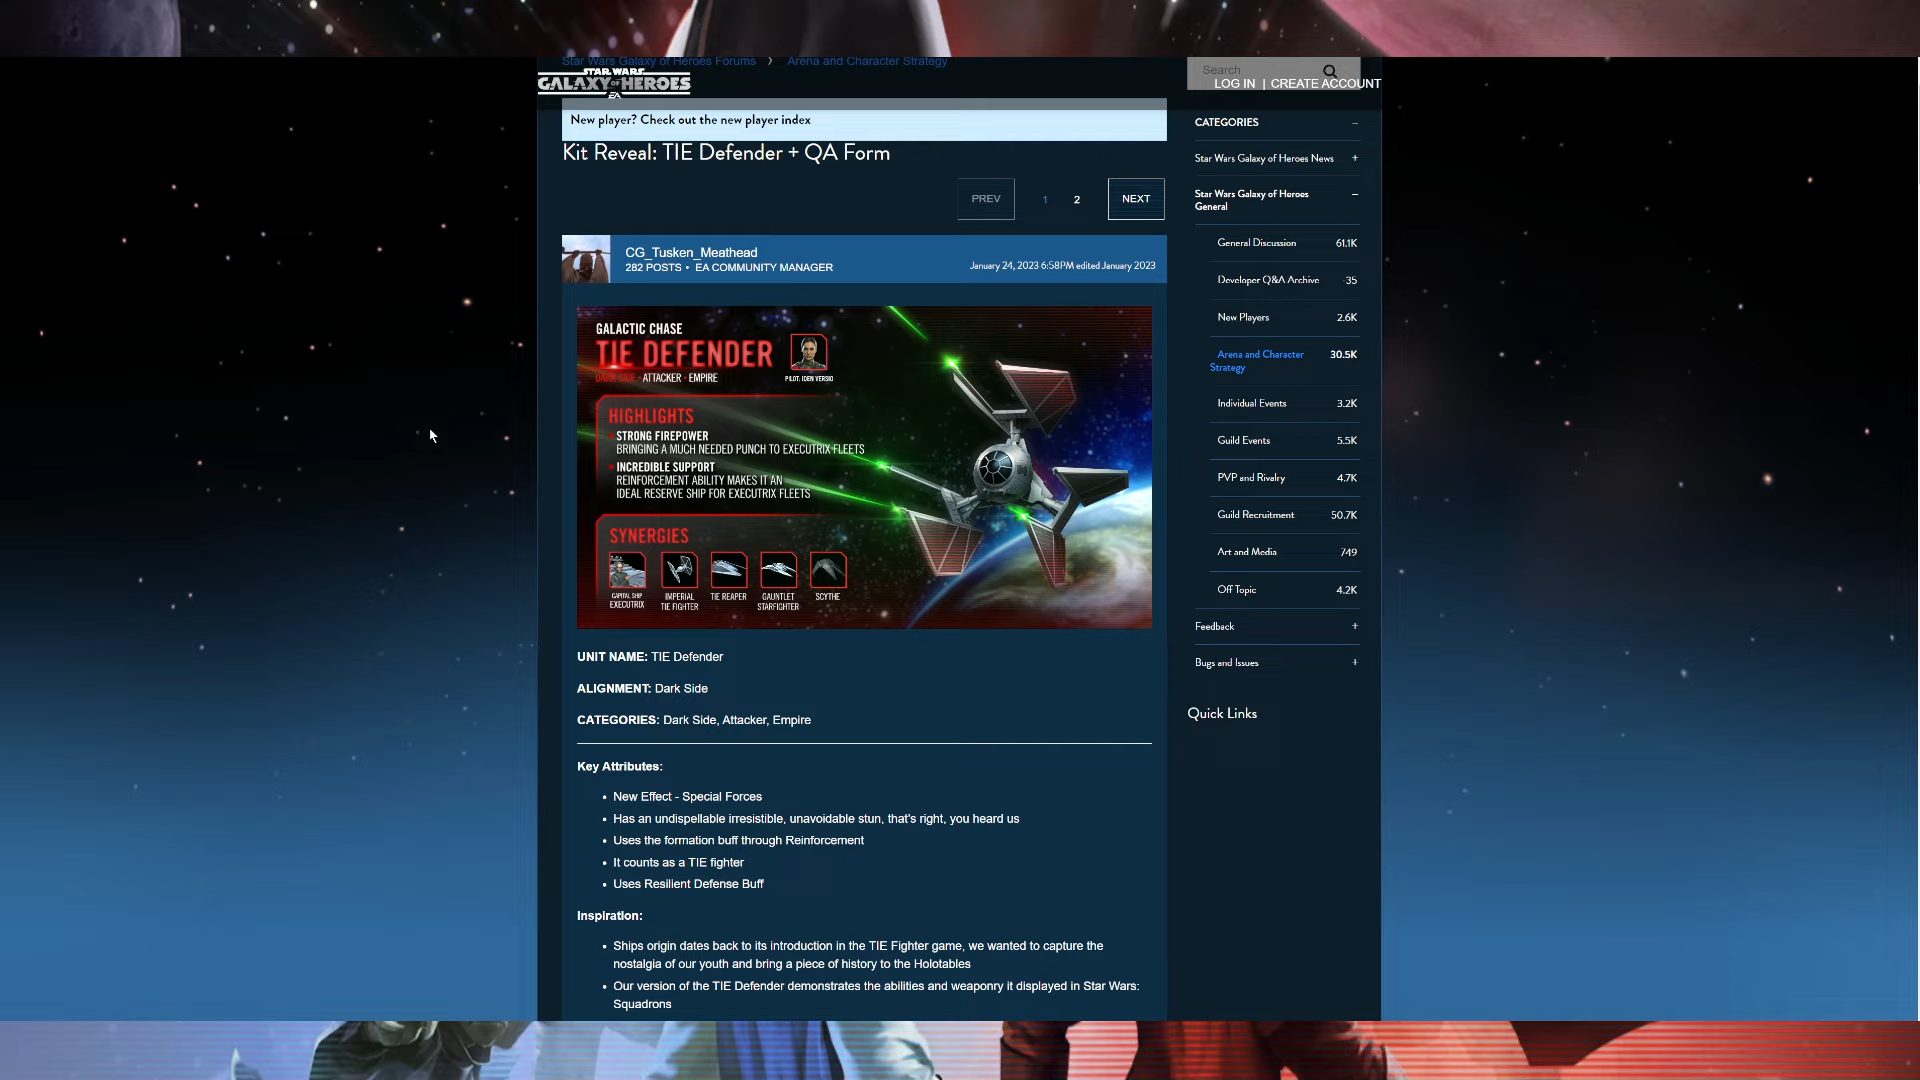 Star Wars Galaxy of Heroes Forums › Arena and Character Strategy
STAR WARS
GALAXY OF HEROES
EA
Search
LOG IN | CREATE ACCOUNT
New player? Check out the new player index
Kit Reveal: TIE Defender + QA Form
PREV 1 2 NEXT
CG_Tusken_Meathead
282 POSTS • EA COMMUNITY MANAGER
January 24, 2023 6:58PM edited January 2023
GALACTIC CHASE
TIE DEFENDER
DARK SIDE · ATTACKER · EMPIRE
PILOT: IDEN VERSIO
HIGHLIGHTS
• STRONG FIREPOWER
BRINGING A MUCH NEEDED PUNCH TO EXECUTRIX FLEETS
• INCREDIBLE SUPPORT
REINFORCEMENT ABILITY MAKES IT AN
IDEAL RESERVE SHIP FOR EXECUTRIX FLEETS
SYNERGIES
CAPITAL SHIP
EXECUTRIX
IMPERIAL
TIE FIGHTER
TIE REAPER
GAUNTLET
STARFIGHTER
SCYTHE
UNIT NAME: TIE Defender
ALIGNMENT: Dark Side
CATEGORIES: Dark Side, Attacker, Empire
Key Attributes:
• New Effect - Special Forces
• Has an undispellable irresistible, unavoidable stun, that's right, you heard us
• Uses the formation buff through Reinforcement
• It counts as a TIE fighter
• Uses Resilient Defense Buff
Inspiration:
• Ships origin dates back to its introduction in the TIE Fighter game, we wanted to capture the
nostalgia of our youth and bring a piece of history to the Holotables
• Our version of the TIE Defender demonstrates the abilities and weaponry it displayed in Star Wars:
Squadrons
CATEGORIES –
Star Wars Galaxy of Heroes News +
Star Wars Galaxy of Heroes –
General
General Discussion 61.1K
Developer Q&A Archive 35
New Players 2.6K
Arena and Character 30.5K
Strategy
Individual Events 3.2K
Guild Events 5.5K
PVP and Rivalry 4.7K
Guild Recruitment 50.7K
Art and Media 749
Off Topic 4.2K
Feedback +
Bugs and Issues +
Quick Links